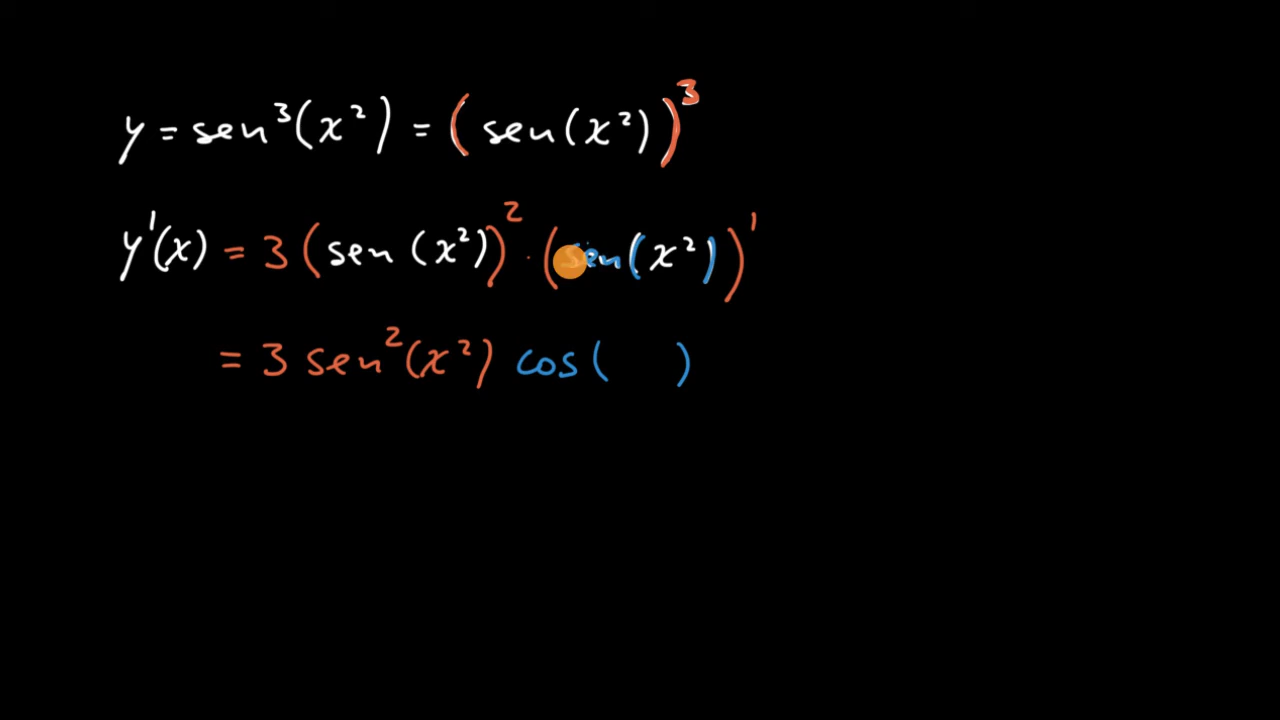 y = sen³(x²) = (sen(x²))³
y'(x) = 3 (sen (x²))² · (sen(x²))'
= 3 sen²(x²) cos( )